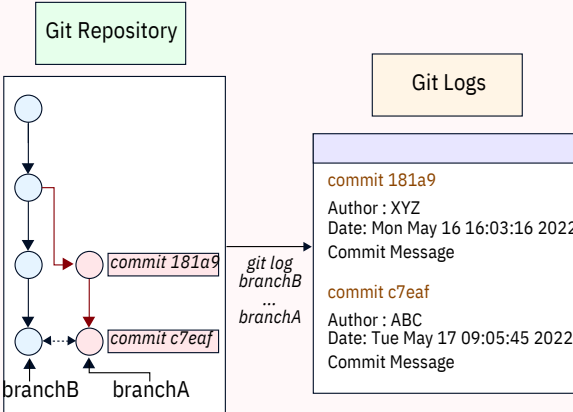 Git Repository
Git Logs
commit 181a9
commit c7eaf
branchB
branchA
git log
branchB
...
branchA
commit 181a9
Author : XYZ
Date: Mon May 16 16:03:16 2022
Commit Message
commit c7eaf
Author : ABC
Date: Tue May 17 09:05:45 2022
Commit Message